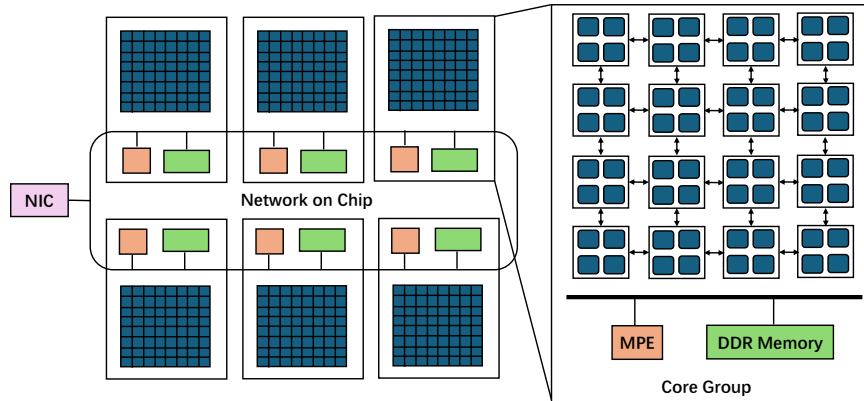 NIC
Network on Chip
MPE
DDR Memory
Core Group